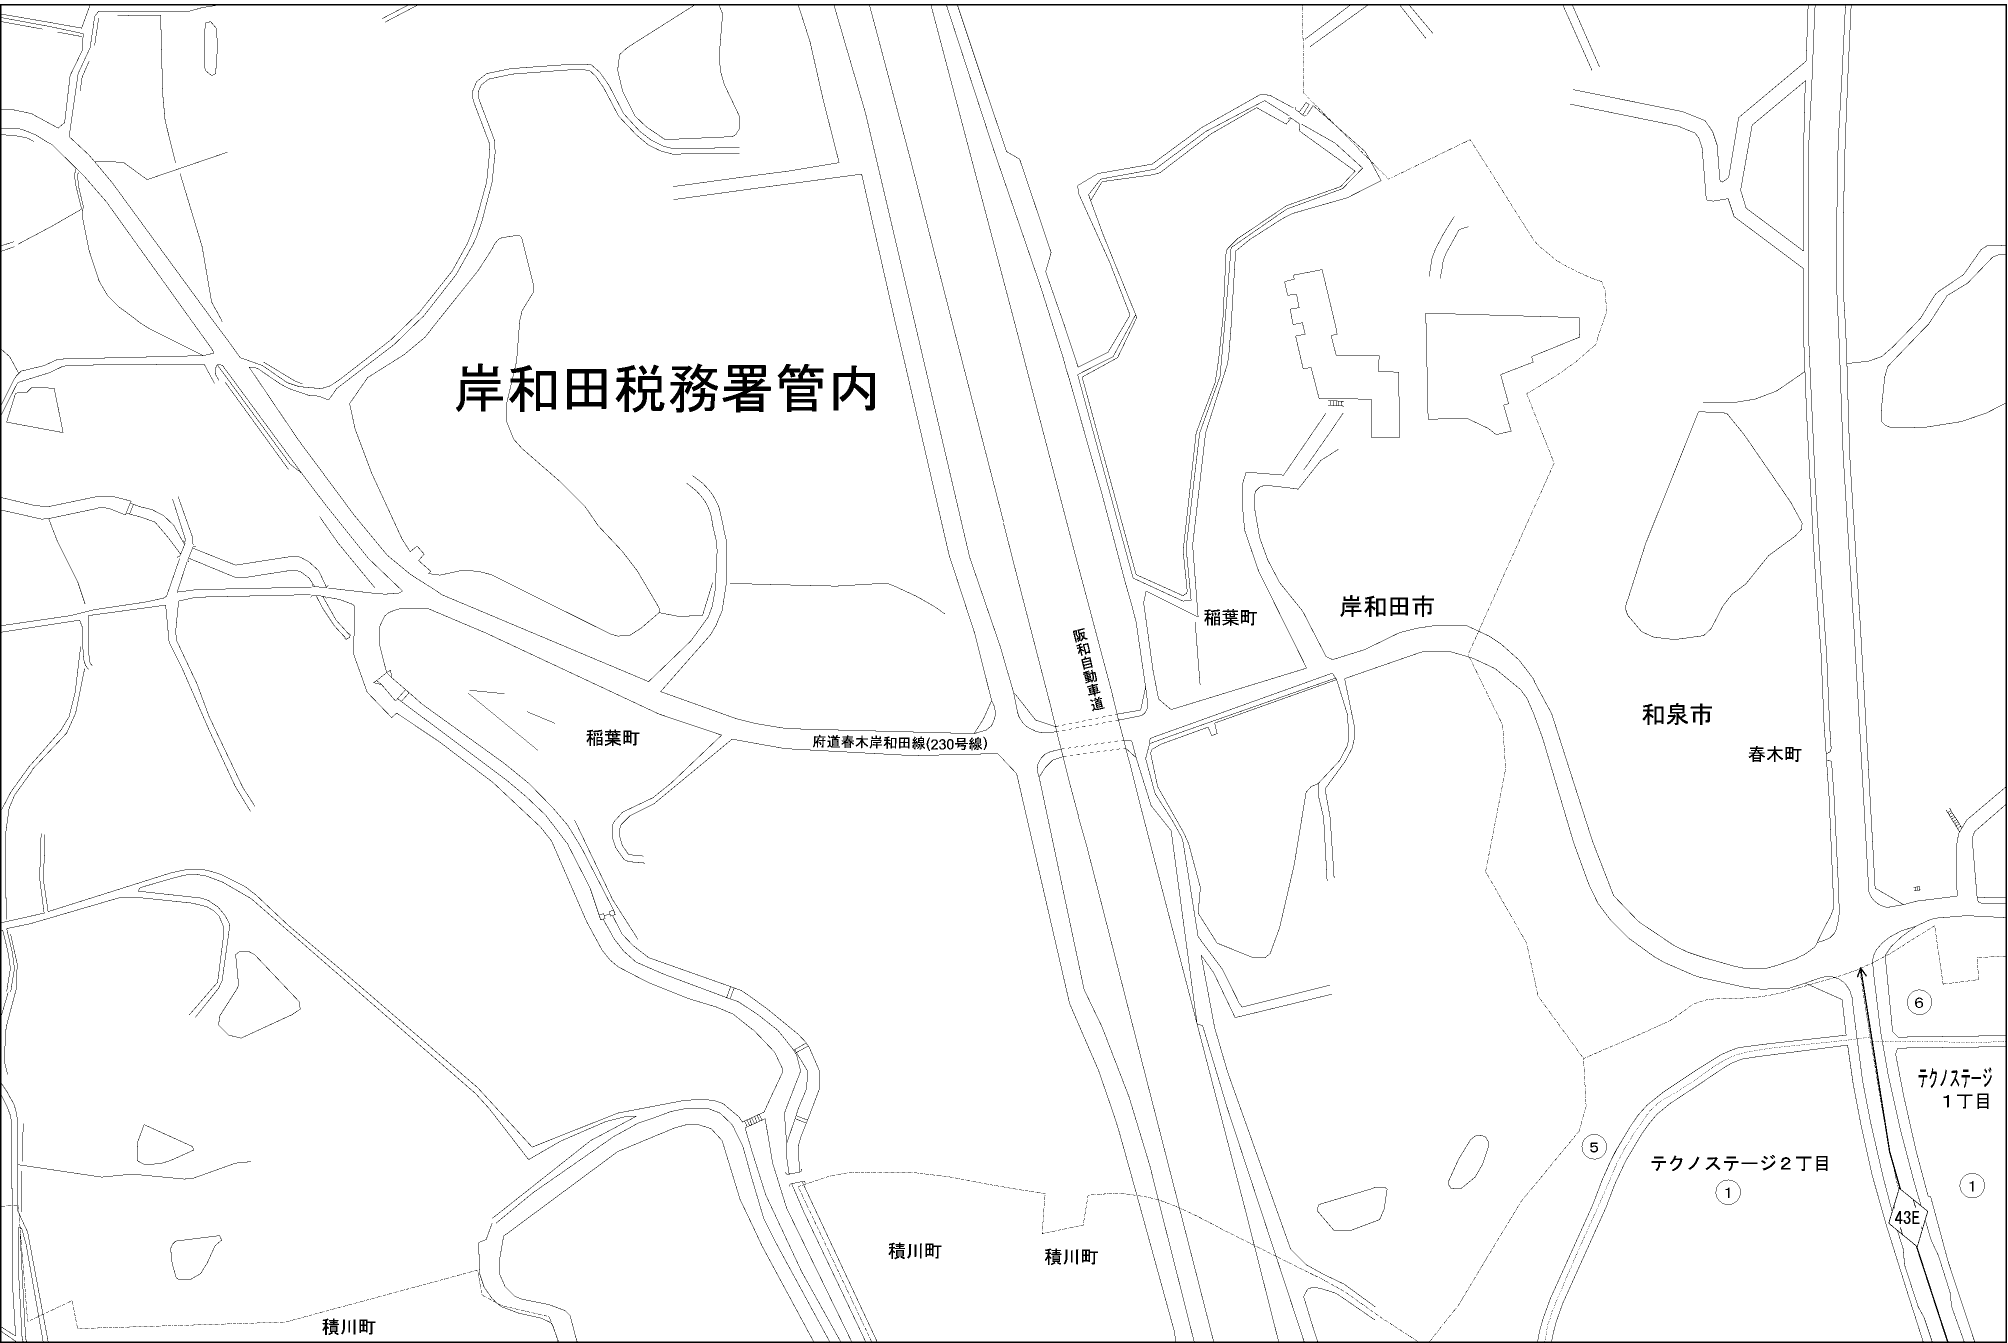 岸和田税務署管内
稲葉町
岸和田市
阪和自動車道
和泉市
稲葉町
府道春木岸和田線(230号線)
春木町
6
テクノステージ
1丁目
5
テクノステージ2丁目
1
1
43E
積川町
積川町
積川町